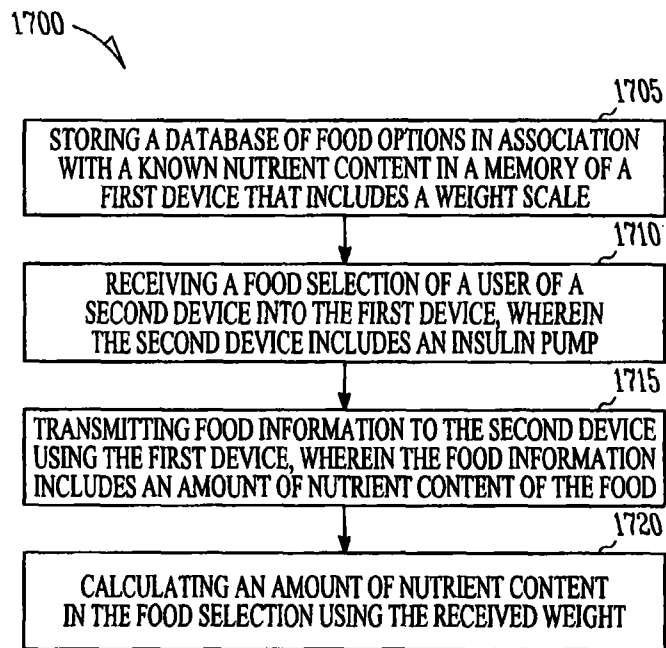 1700
1705
STORING A DATABASE OF FOOD OPTIONS IN ASSOCIATION
WITH A KNOWN NUTRIENT CONTENT IN A MEMORY OF A
FIRST DEVICE THAT INCLUDES A WEIGHT SCALE
1710
RECEIVING A FOOD SELECTION OF A USER OF A
SECOND DEVICE INTO THE FIRST DEVICE, WHEREIN
THE SECOND DEVICE INCLUDES AN INSULIN PUMP
1715
TRANSMITTING FOOD INFORMATION TO THE SECOND DEVICE
USING THE FIRST DEVICE, WHEREIN THE FOOD INFORMATION
INCLUDES AN AMOUNT OF NUTRIENT CONTENT OF THE FOOD
1720
CALCULATING AN AMOUNT OF NUTRIENT CONTENT
IN THE FOOD SELECTION USING THE RECEIVED WEIGHT